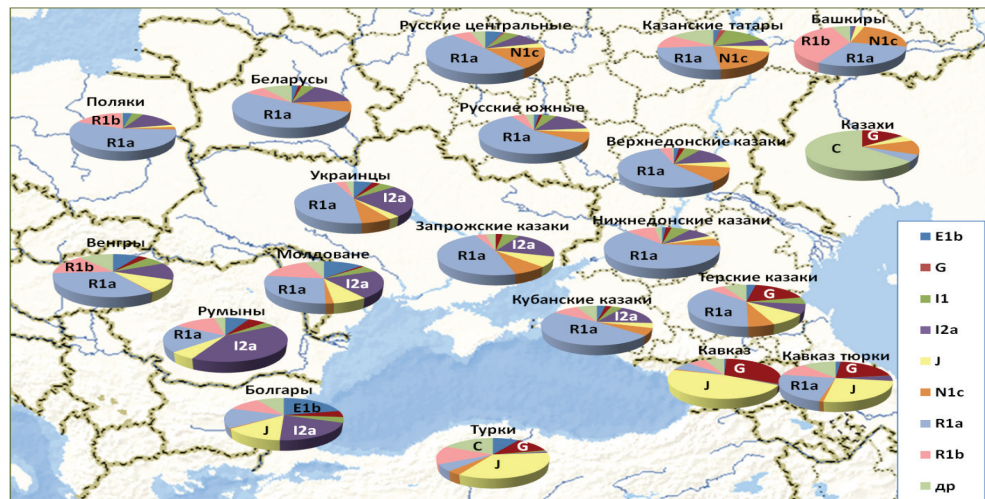 Русские центральные
N1c
R1a
Казанские татары
N1c
R1a
Башкиры
R1b
N1c
R1a
Беларусы
R1a
Поляки
R1b
R1a
Русские южные
R1a
Верхнедонские казаки
R1a
Казахи
G
C
Украинцы
R1a
I2a
Запрожские казаки
I2a
R1a
Нижнедонские казаки
R1a
Венгры
R1b
R1a
Молдоване
I2a
R1a
Терские казаки
G
R1a
Румыны
R1a
I2a
Кубанские казаки
I2a
R1a
Кавказ
G
J
Кавказ тюрки
G
R1a
J
Болгары
E1b
J
I2a
Турки
C
G
J
E1b
G
I1
I2a
J
N1c
R1a
R1b
др